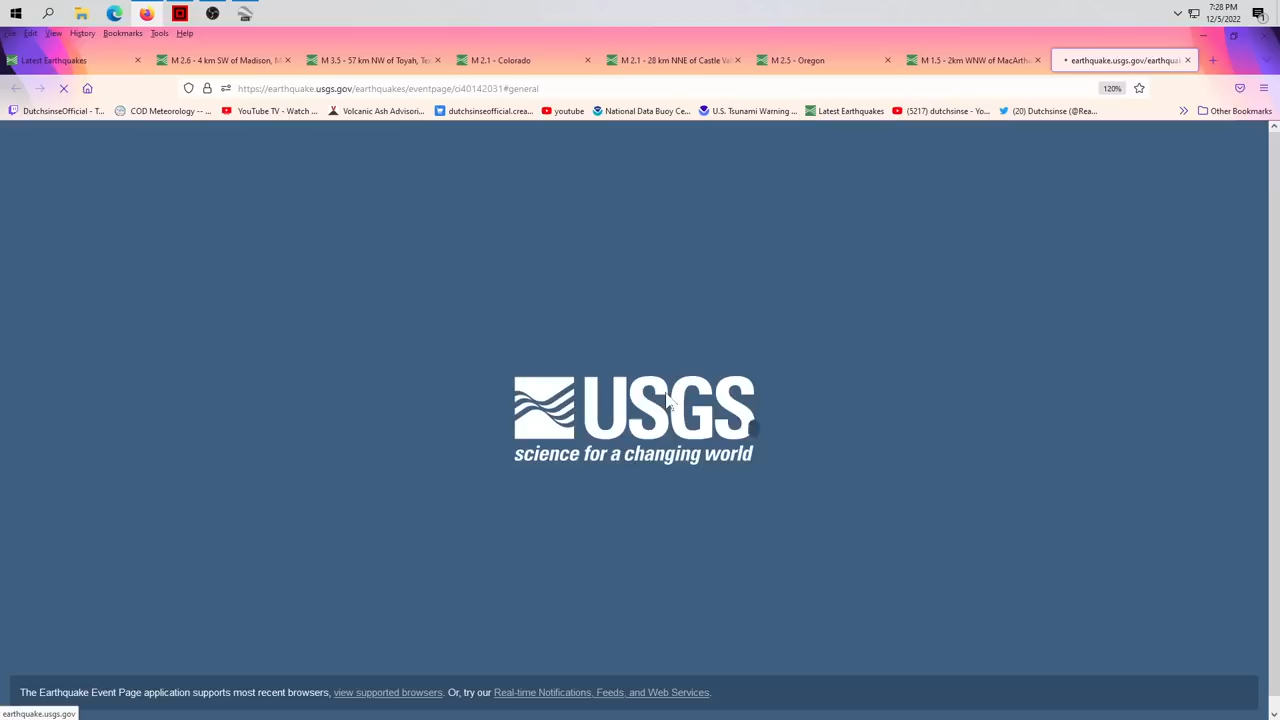 7:28 PM
12/5/2022
File Edit View History Bookmarks Tools Help
Latest Earthquakes
M 2.6 - 4 km SW of Madison, M
M 3.5 - 57 km NW of Toyah, Te
M 2.1 - Colorado
M 2.1 - 28 km NNE of Castle Va
M 2.5 - Oregon
M 1.5 - 2km WNW of MacArthu
earthquake.usgs.gov/earthqua
https://earthquake.usgs.gov/earthquakes/eventpage/ci40142031#general
120%
DutchsinseOfficial - T... COD Meteorology -- ... YouTube TV - Watch ... Volcanic Ash Advisori... dutchsinseofficial.crea... youtube National Data Buoy Ce... U.S. Tsunami Warning ... Latest Earthquakes (5217) dutchsinse - Yo... (20) Dutchsinse (@Rea... Other Bookmarks
USGS
science for a changing world
The Earthquake Event Page application supports most recent browsers, view supported browsers. Or, try our Real-time Notifications, Feeds, and Web Services.
earthquake.usgs.gov